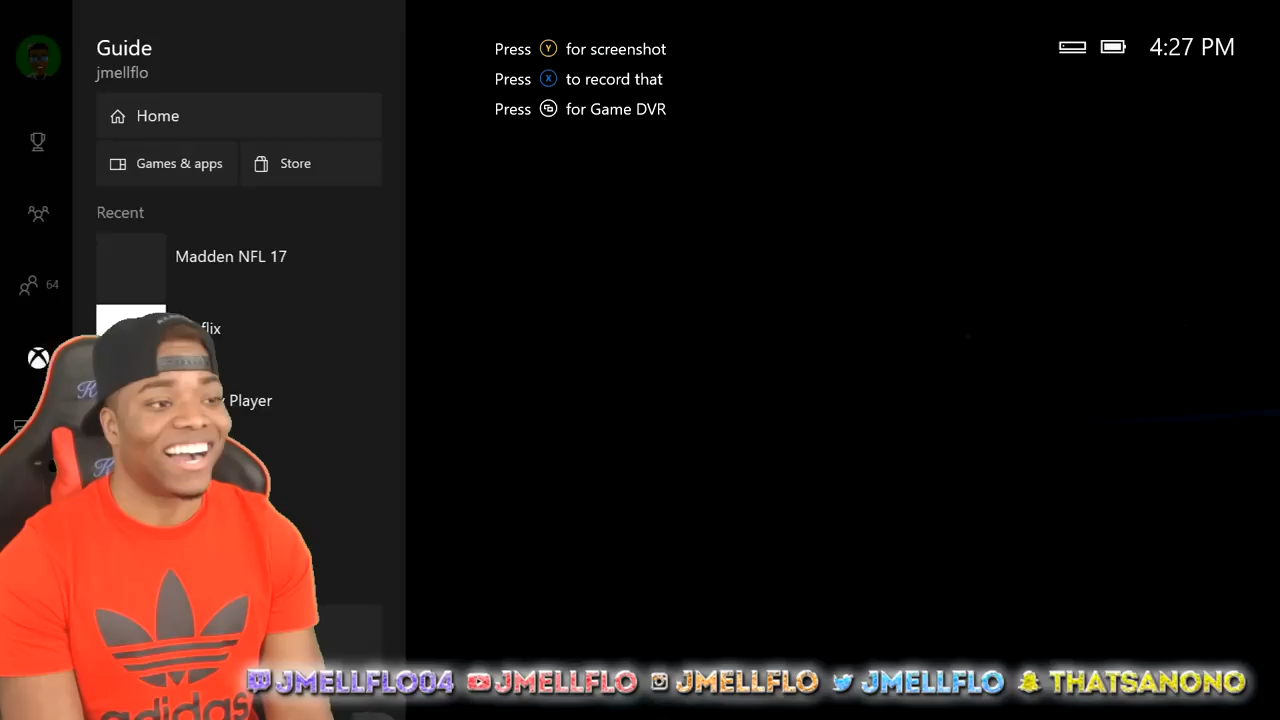 Guide
jmellflo
Home
Games & apps
Store
Recent
Madden NFL 17
flix
Player
64
Press Y for screenshot
Press X to record that
Press for Game DVR
4:27 PM
K
K
adidas
JMELLFLO04 JMELLFLO JMELLFLO JMELLFLO THATSANONO